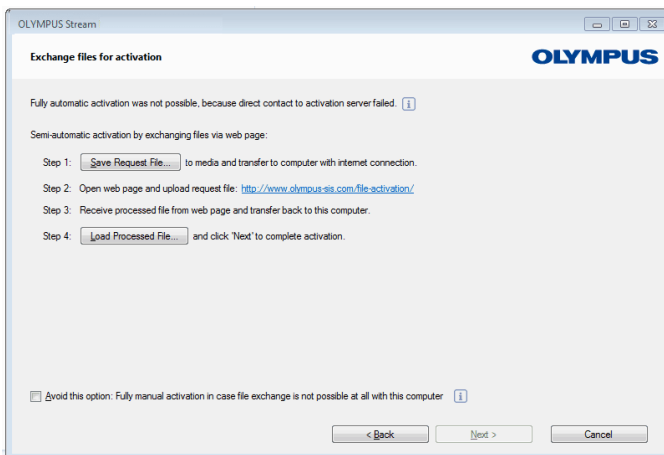 OLYMPUS Stream
Exchange files for activation
OLYMPUS
Fully automatic activation was not possible, because direct contact to activation server failed. i
Semi-automatic activation by exchanging files via web page:
Step 1: Save Request File... to media and transfer to computer with internet connection.
Step 2: Open web page and upload request file: http://www.olympus-sis.com/file-activation/
Step 3: Receive processed file from web page and transfer back to this computer.
Step 4: Load Processed File... and click 'Next' to complete activation.
Avoid this option: Fully manual activation in case file exchange is not possible at all with this computer i
< Back Next > Cancel